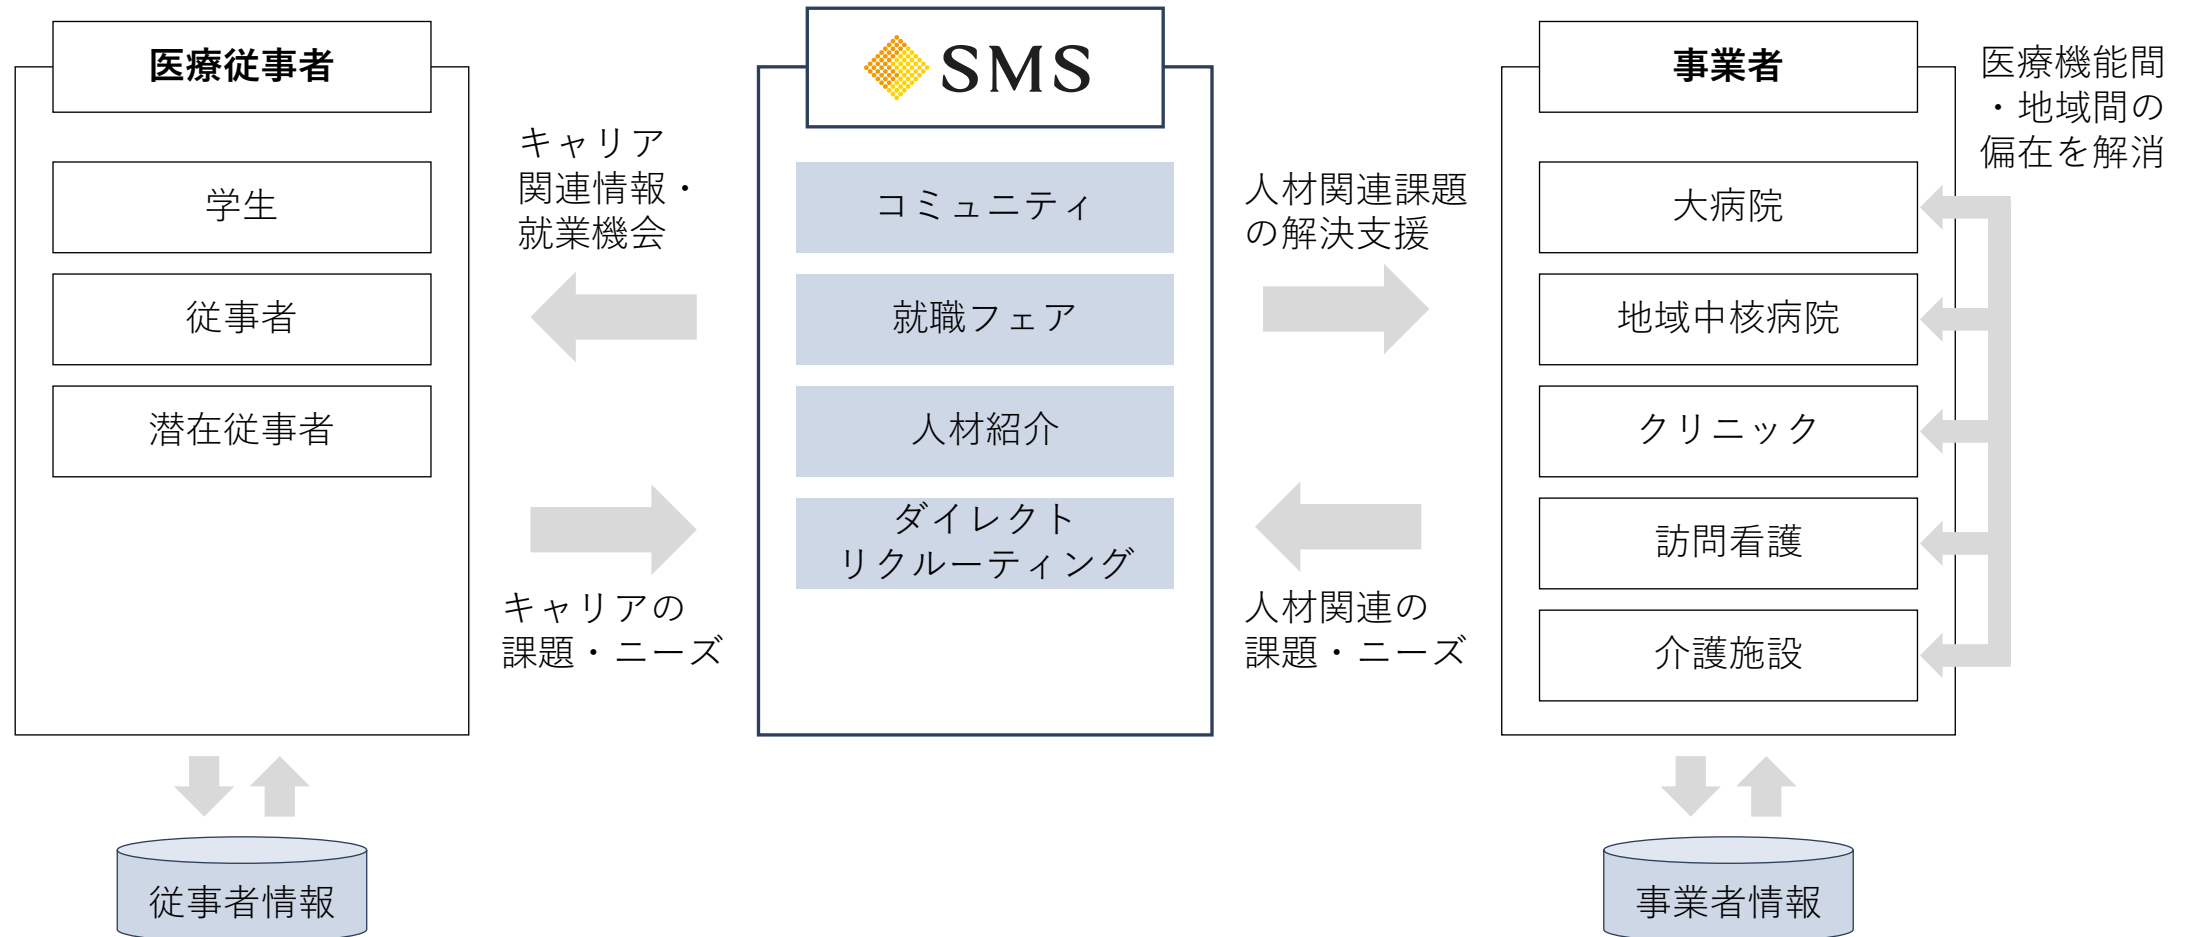 医療従事者
学生
従事者
潜在従事者
従事者情報
キャリア
関連情報・
就業機会
キャリアの
課題・ニーズ
SMS
コミュニティ
就職フェア
人材紹介
ダイレクト
リクルーティング
人材関連課題
の解決支援
人材関連の
課題・ニーズ
事業者
大病院
地域中核病院
クリニック
訪問看護
介護施設
事業者情報
医療機能間
・地域間の
偏在を解消